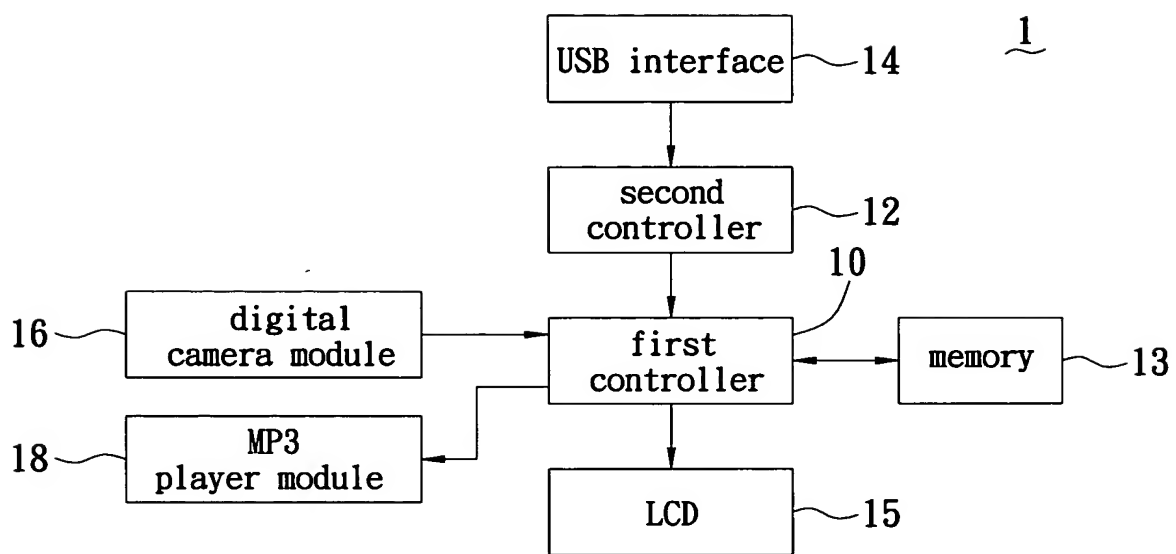 1
USB interface
14
second
controller
12
10
16
digital
camera module
first
controller
memory
13
18
MP3
player module
LCD
15